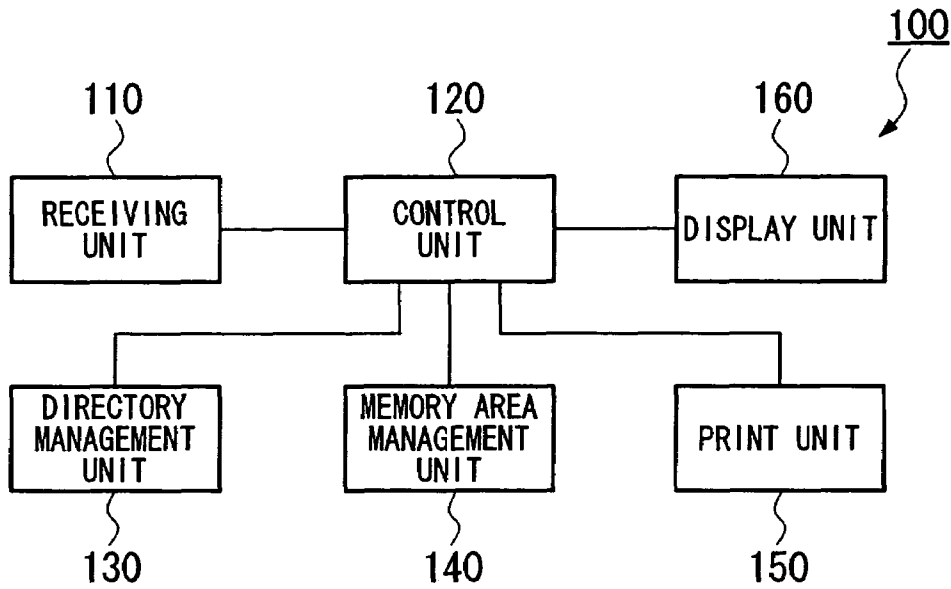 100
110
120
160
RECEIVING
UNIT
CONTROL
UNIT
DISPLAY UNIT
DIRECTORY
MANAGEMENT
UNIT
MEMORY AREA
MANAGEMENT
UNIT
PRINT UNIT
130
140
150